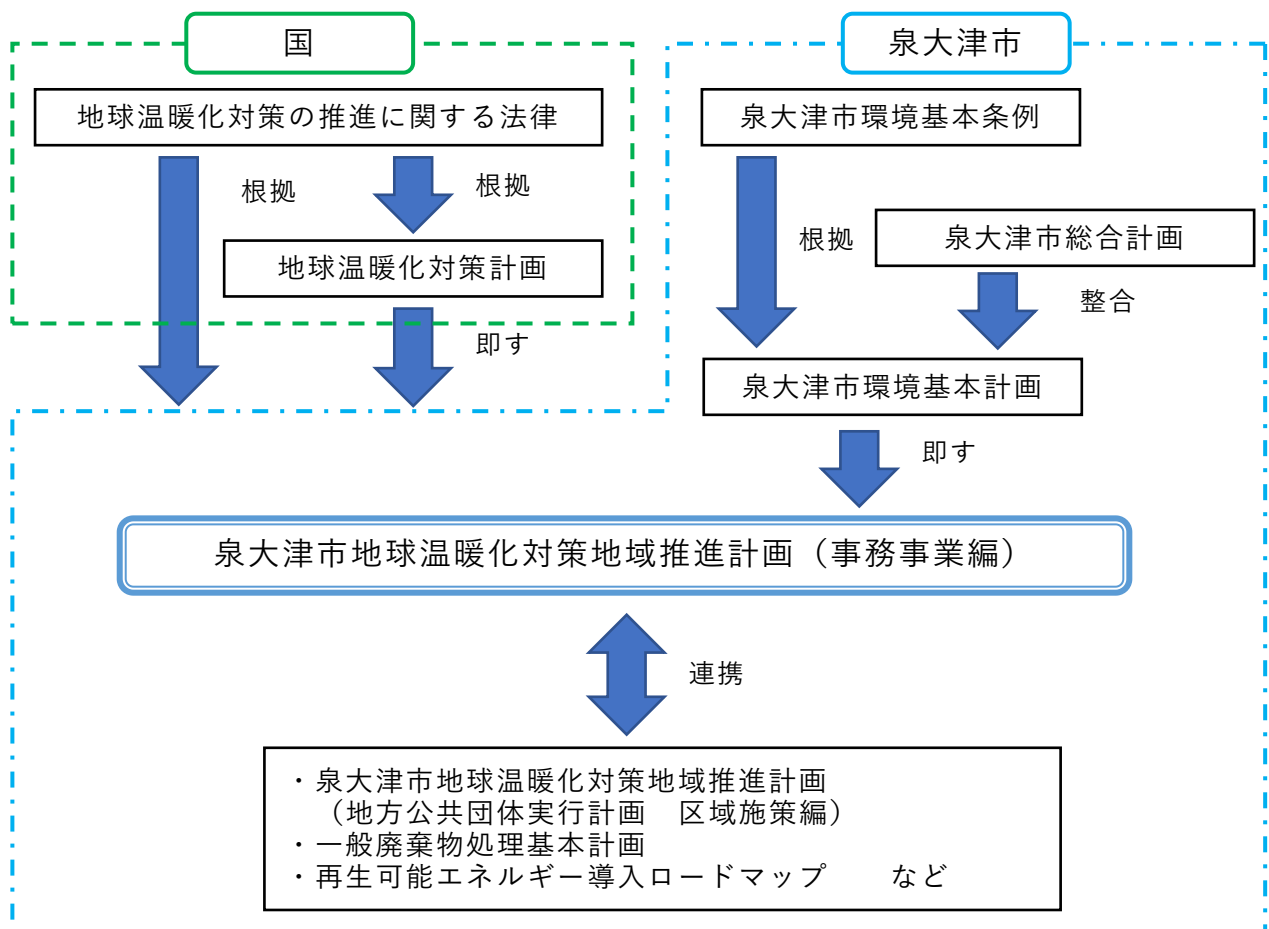 国
泉大津市
地球温暖化対策の推進に関する法律
泉大津市環境基本条例
根拠
根拠
根拠
泉大津市総合計画
地球温暖化対策計画
整合
即す
泉大津市環境基本計画
即す
泉大津市地球温暖化対策地域推進計画（事務事業編）
連携
・泉大津市地球温暖化対策地域推進計画
（地方公共団体実行計画　区域施策編）
・一般廃棄物処理基本計画
・再生可能エネルギー導入ロードマップ　　など